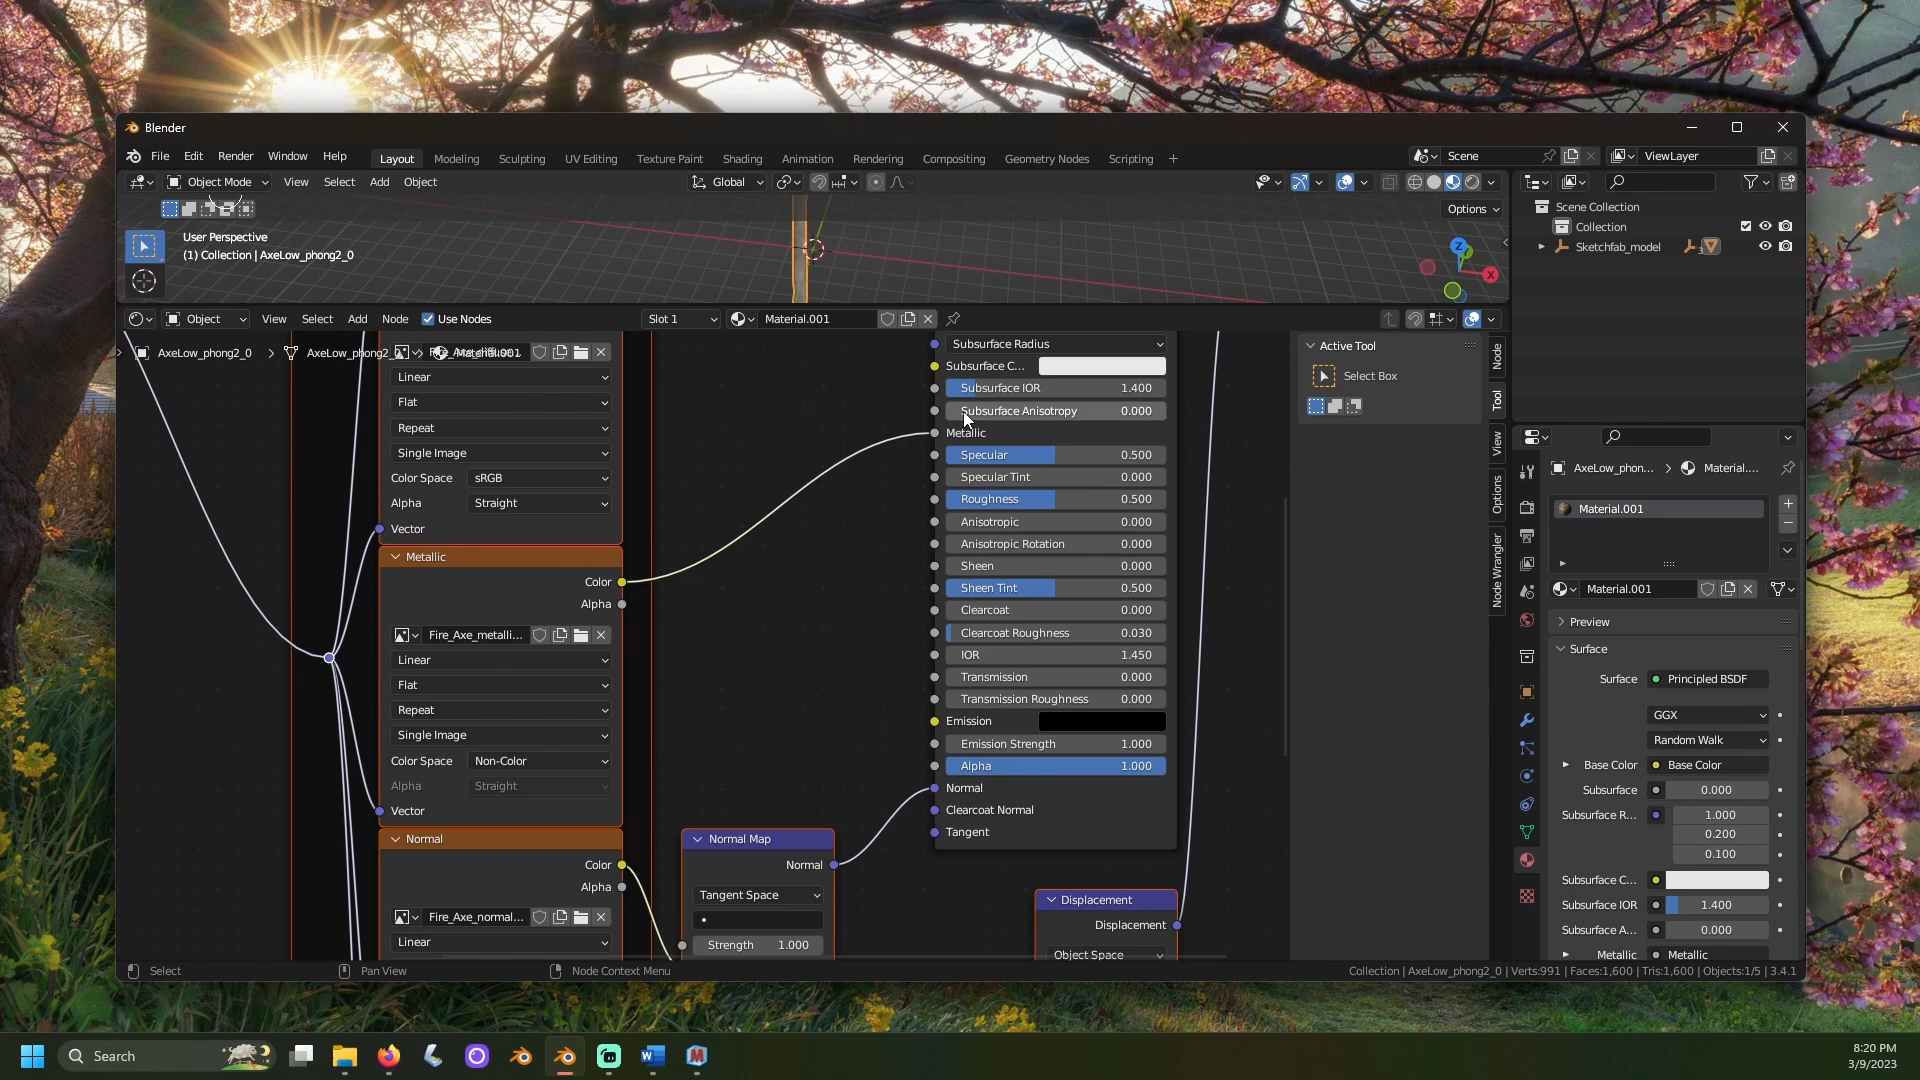 Blender
File Edit Render Window Help Layout Modeling Sculpting UV Editing Texture Paint Shading Animation Rendering Compositing Geometry Nodes Scripting + Scene ViewLayer
Object Mode View Select Add Object Global
Options
User Perspective
(1) Collection | AxeLow_phong2_0
Z
X
Scene Collection
Collection
Sketchfab_model
Object View Select Add Node Use Nodes Slot 1 Material.001
AxeLow_phong2_0 > AxeLow_phong2_
Linear
Flat
Repeat
Single Image
Color Space sRGB
Alpha Straight
Vector
Metallic
Color
Alpha
Fire_Axe_metalli...
Linear
Flat
Repeat
Single Image
Color Space Non-Color
Alpha Straight
Vector
Normal
Color
Alpha
Fire_Axe_normal...
Linear
Normal Map
Normal
Tangent Space
Strength 1.000
Subsurface Radius
Subsurface C...
Subsurface IOR 1.400
Subsurface Anisotropy 0.000
Metallic
Specular 0.500
Specular Tint 0.000
Roughness 0.500
Anisotropic 0.000
Anisotropic Rotation 0.000
Sheen 0.000
Sheen Tint 0.500
Clearcoat 0.000
Clearcoat Roughness 0.030
IOR 1.450
Transmission 0.000
Transmission Roughness 0.000
Emission
Emission Strength 1.000
Alpha 1.000
Normal
Clearcoat Normal
Tangent
Displacement
Displacement
Object Space
Active Tool
Select Box
Node
Tool
View
Options
Node Wrangler
AxeLow_phon... > Material....
Material.001
Material.001
Preview
Surface
Surface Principled BSDF
GGX
Random Walk
Base Color Base Color
Subsurface 0.000
Subsurface R... 1.000
0.200
0.100
Subsurface C...
Subsurface IOR 1.400
Subsurface A... 0.000
Metallic Metallic
Select Pan View Node Context Menu Collection | AxeLow_phong2_0 | Verts:991 | Faces:1,600 | Tris:1,600 | Objects:1/5 | 3.4.1
Search
8:20 PM
3/9/2023